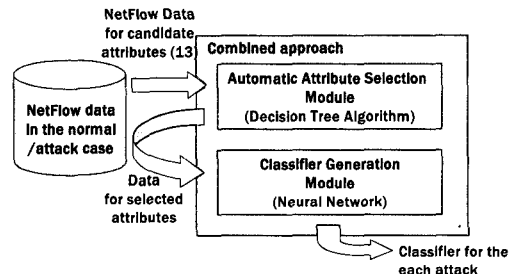 NetFlow Data
for candidate
attributes (13)
Combined approach
Automatic Attribute Selection
Module
(Decision Tree Algorithm)
NetFlow data
in the normal
/attack case
Classifier Generation
Module
(Neural Network)
Data
for selected
attributes
Classifier for the
each attack